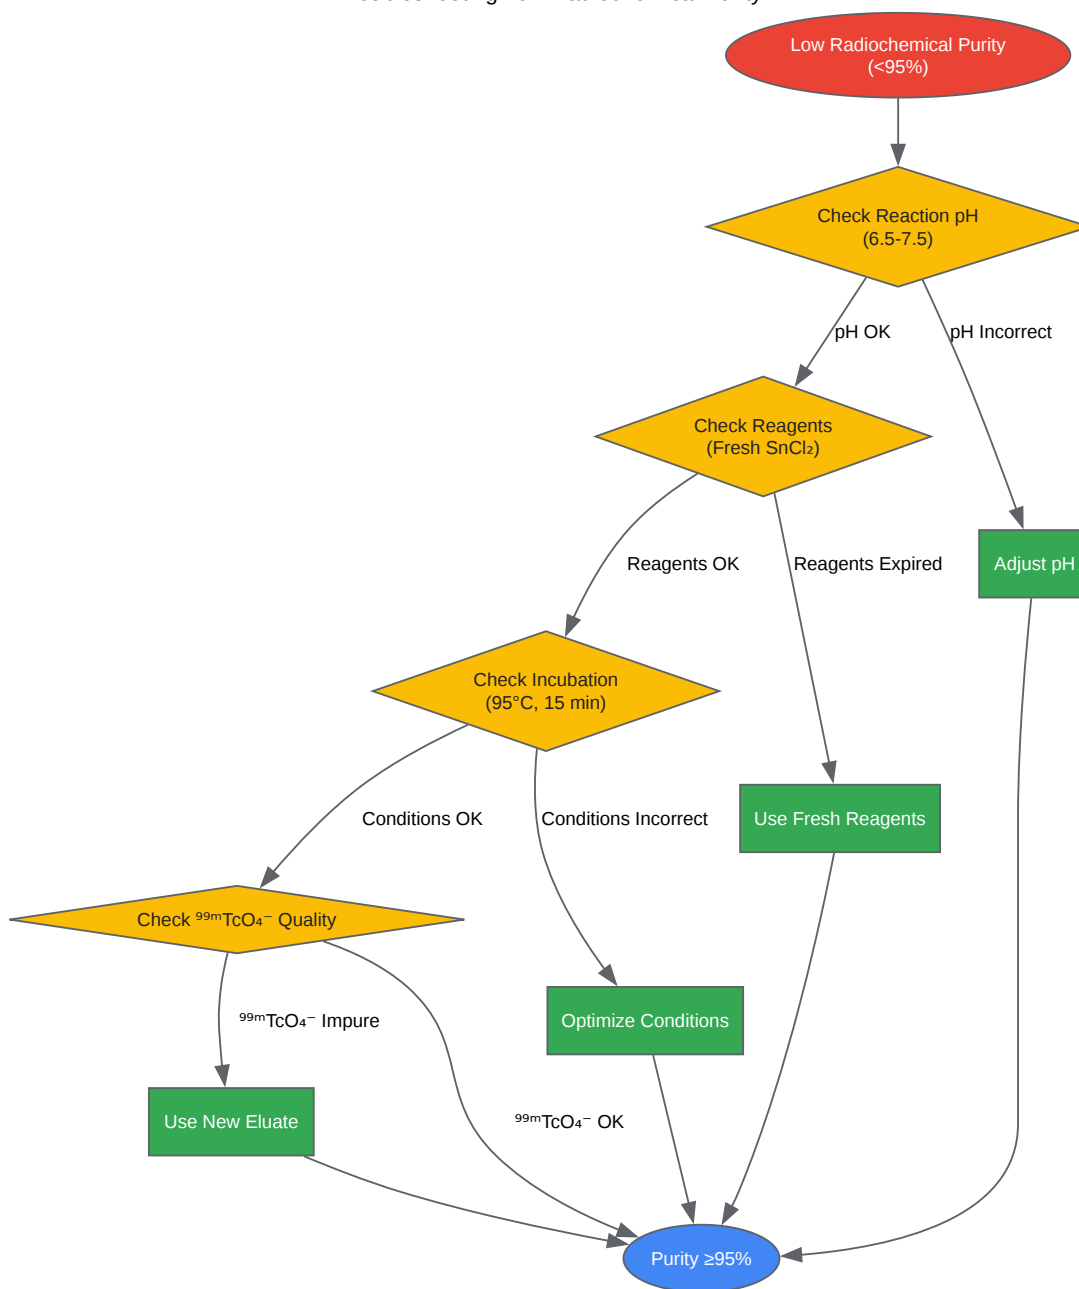 Low Radiochemical Purity
(<95%)
Check Reaction pH
(6.5-7.5)
pH OK
pH Incorrect
Check Reagents
(Fresh SnCl₂)
Reagents OK
Reagents Expired
Adjust pH
Check Incubation
(95°C, 15 min)
Conditions OK
Conditions Incorrect
Use Fresh Reagents
Check ⁹⁹ᵐTcO₄⁻ Quality
⁹⁹ᵐTcO₄⁻ Impure
Optimize Conditions
Use New Eluate
⁹⁹ᵐTcO₄⁻ OK
Purity ≥95%